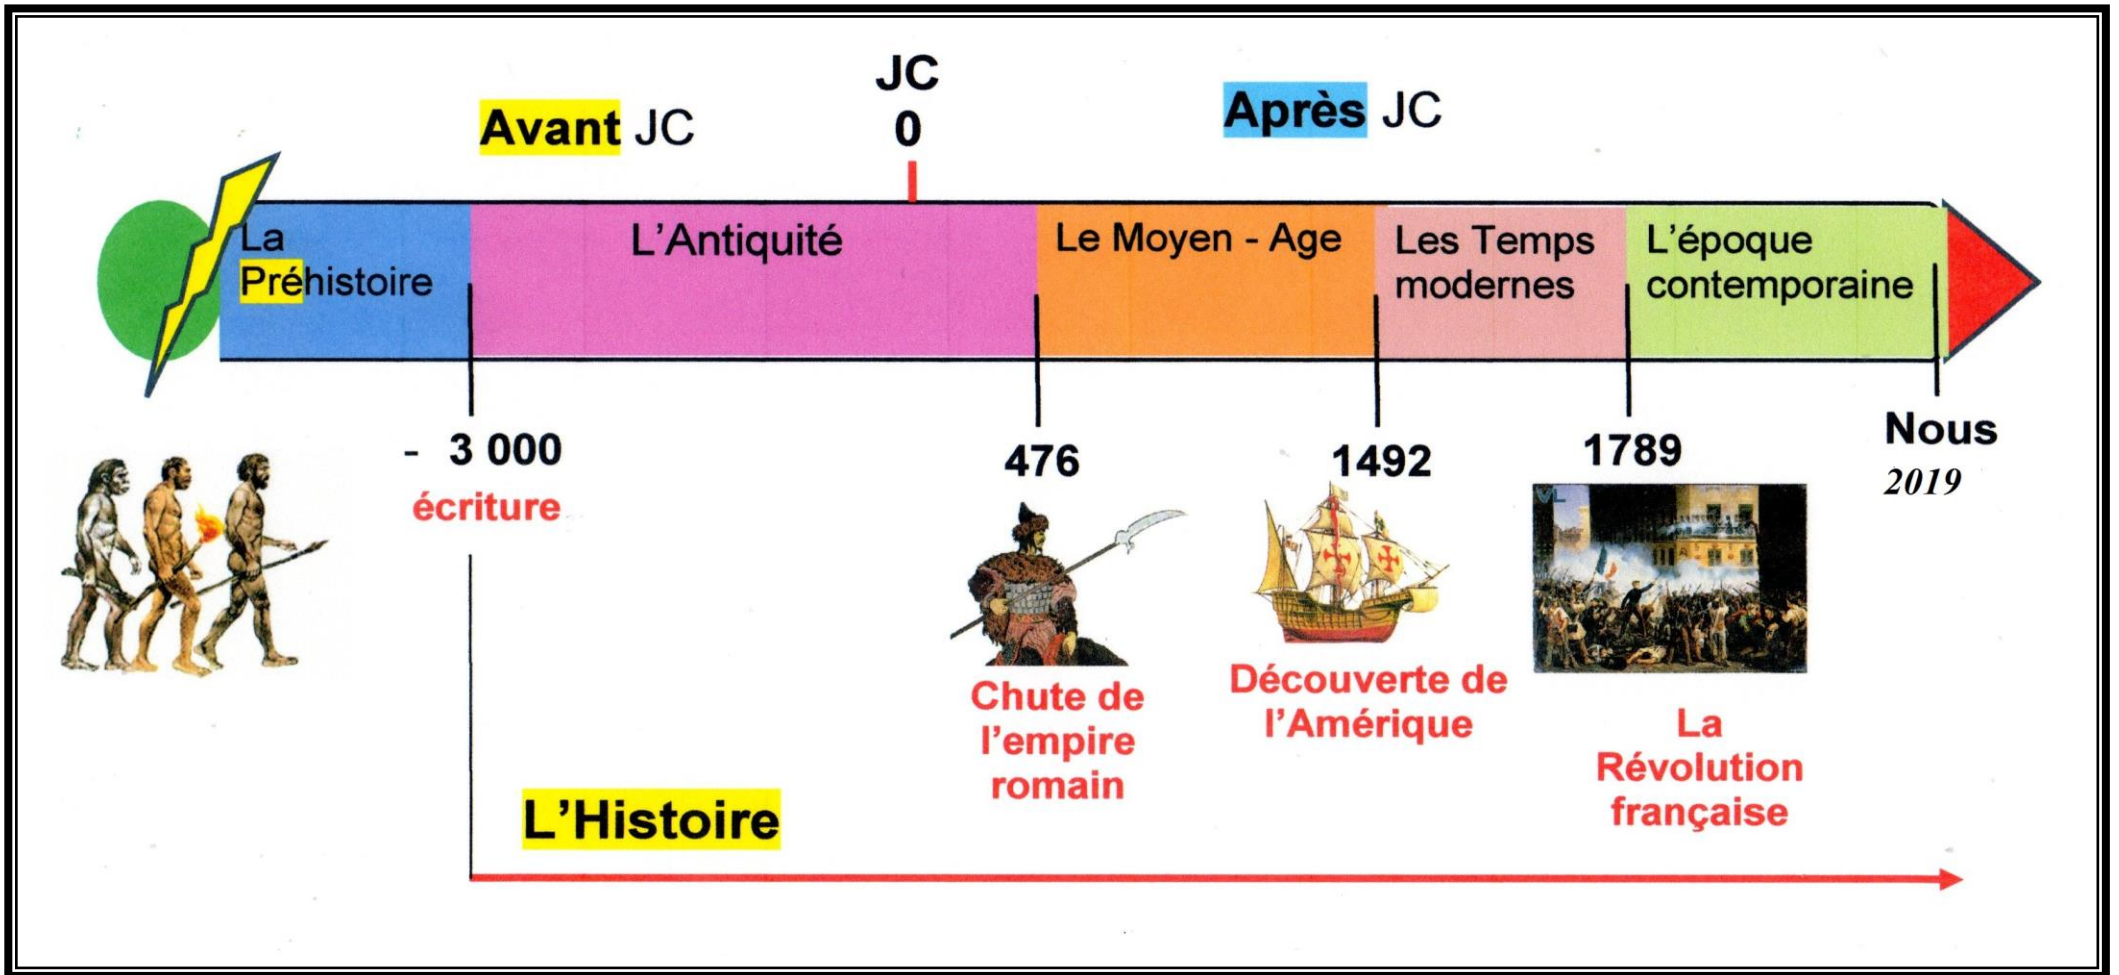 JC
0
Avant JC
Après JC
La
Préhistoire
L'Antiquité
Le Moyen - Age
Les Temps
modernes
L'époque
contemporaine
- 3 000
écriture
476
1492
1789
Nous
2019
VL
Chute de
l'empire
romain
Découverte de
l'Amérique
La
Révolution
française
L'Histoire